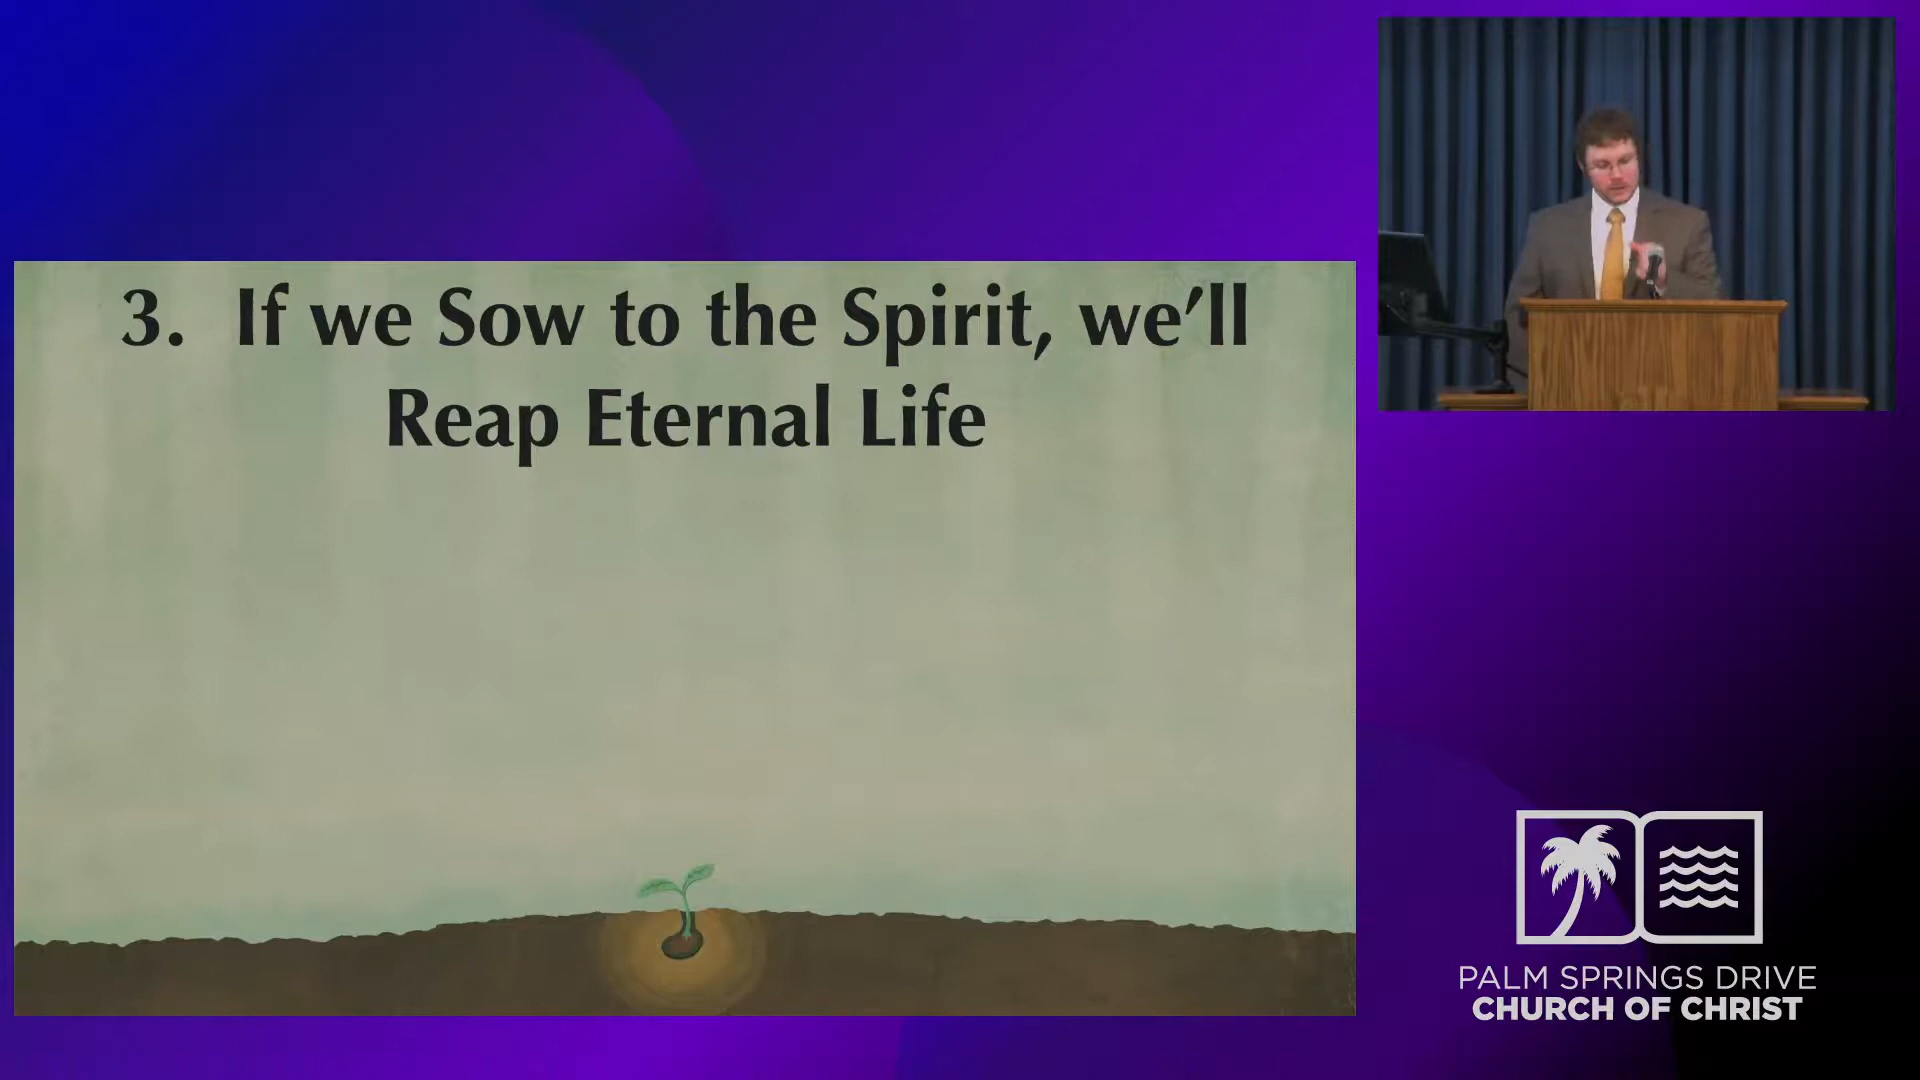 3. If we Sow to the Spirit, we’ll
Reap Eternal Life
PALM SPRINGS DRIVE
CHURCH OF CHRIST